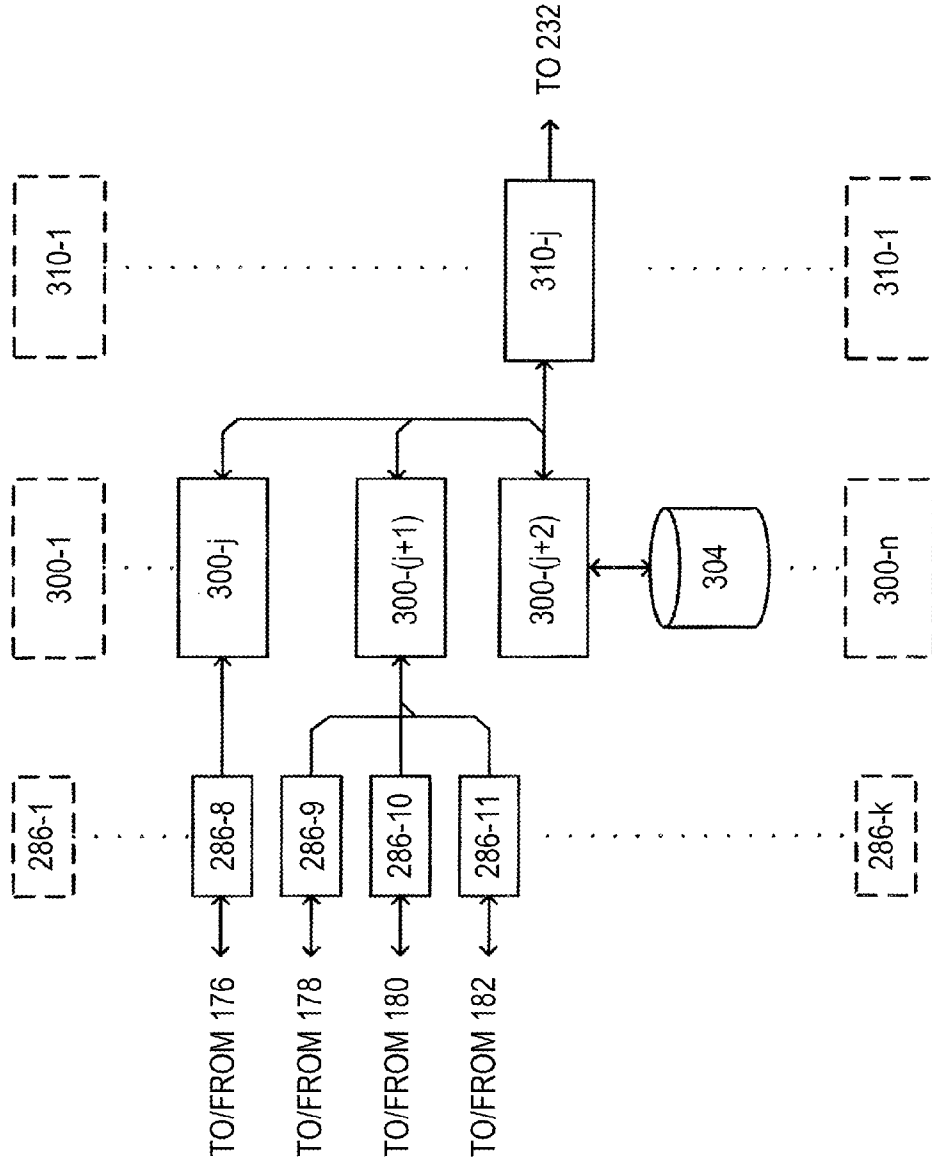 TO/FROM 176
TO/FROM 178
TO/FROM 180
TO/FROM 182
286-1
286-8
286-9
286-10
286-11
286-k
300-1
300-j
300-(j+1)
300-(j+2)
304
300-n
310-1
310-j
310-1
TO 232